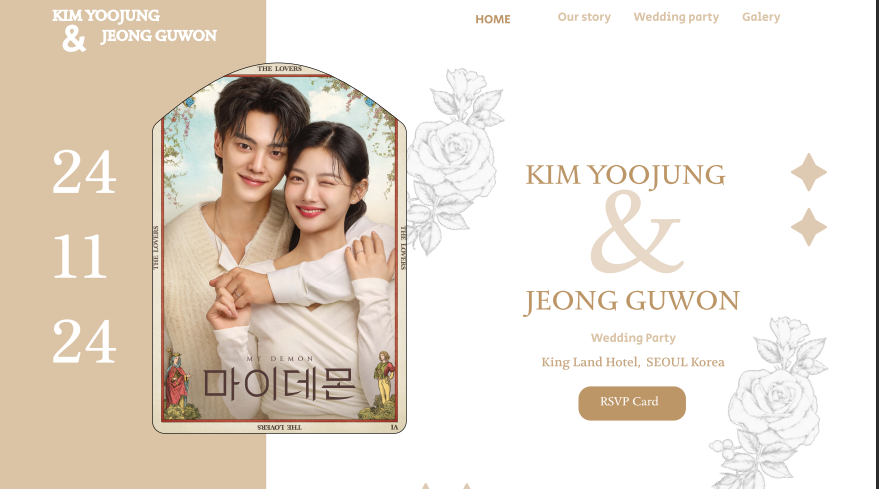 KIM YOOJUNG
&
JEONG GUWON
HOME
Our story
Wedding party
Galery
24
11
24
THE LOVERS
THE LOVERS
THE LOVERS
MY DEMON
마이데몬
THE LOVERS
VI
KIM YOOJUNG
&
JEONG GUWON
Wedding Party
King Land Hotel, SEOUL Korea
RSVP Card